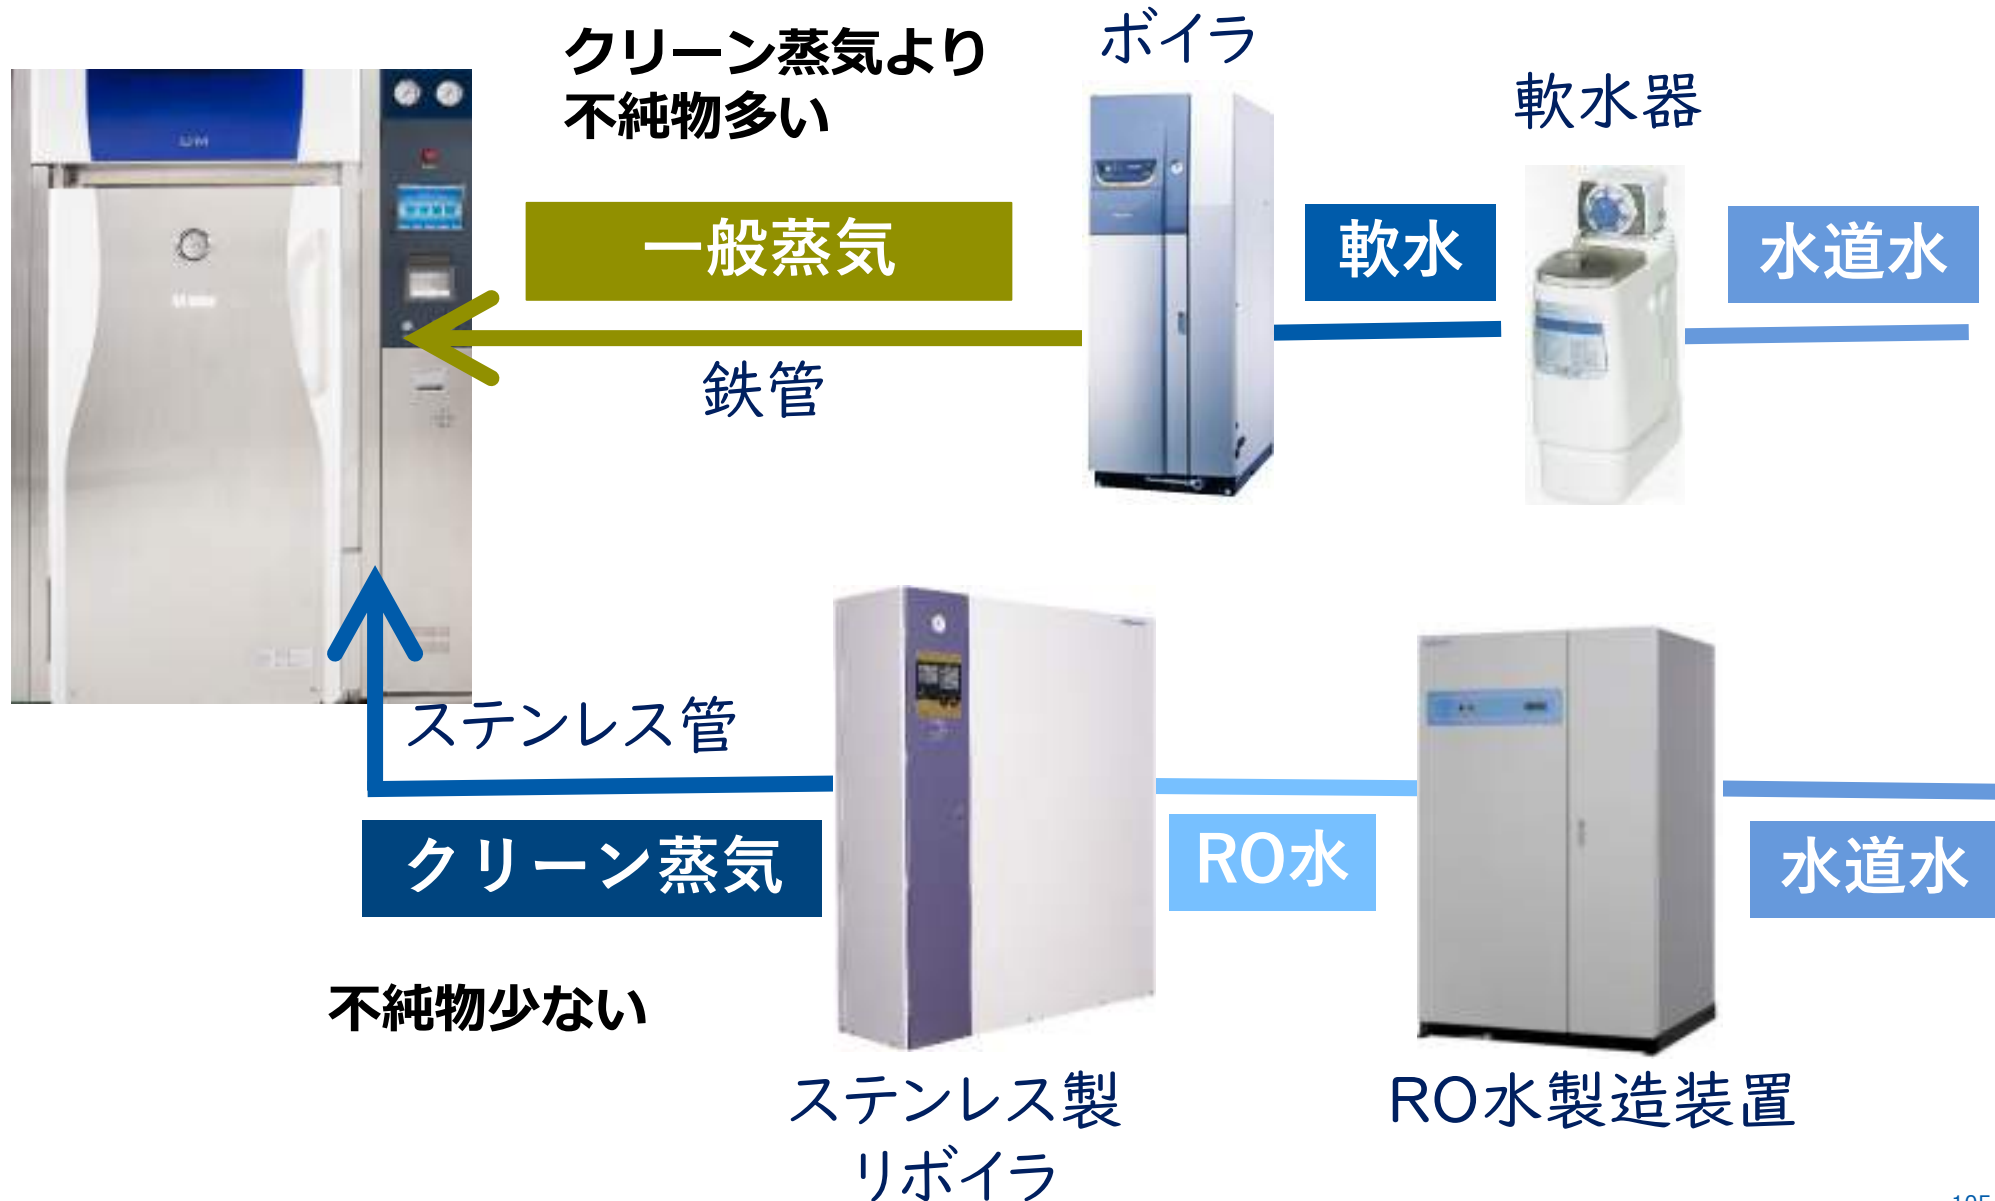 クリーン蒸気より
不純物多い
ボイラ
軟水器
一般蒸気
軟水
水道水
鉄管
ステンレス管
クリーン蒸気
RO水
水道水
不純物少ない
ステンレス製
リボイラ
RO水製造装置